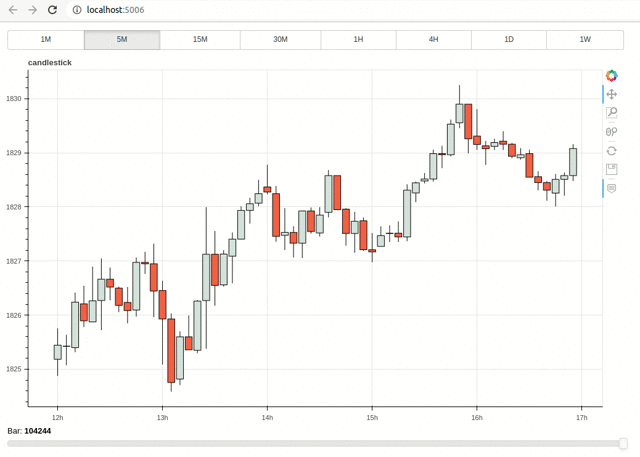 localhost:5006
1M 5M 15M 30M 1H 4H 1D 1W
candlestick
1830
1829
1828
1827
1826
1825
12h 13h 14h 15h 16h 17h
Bar: 104244